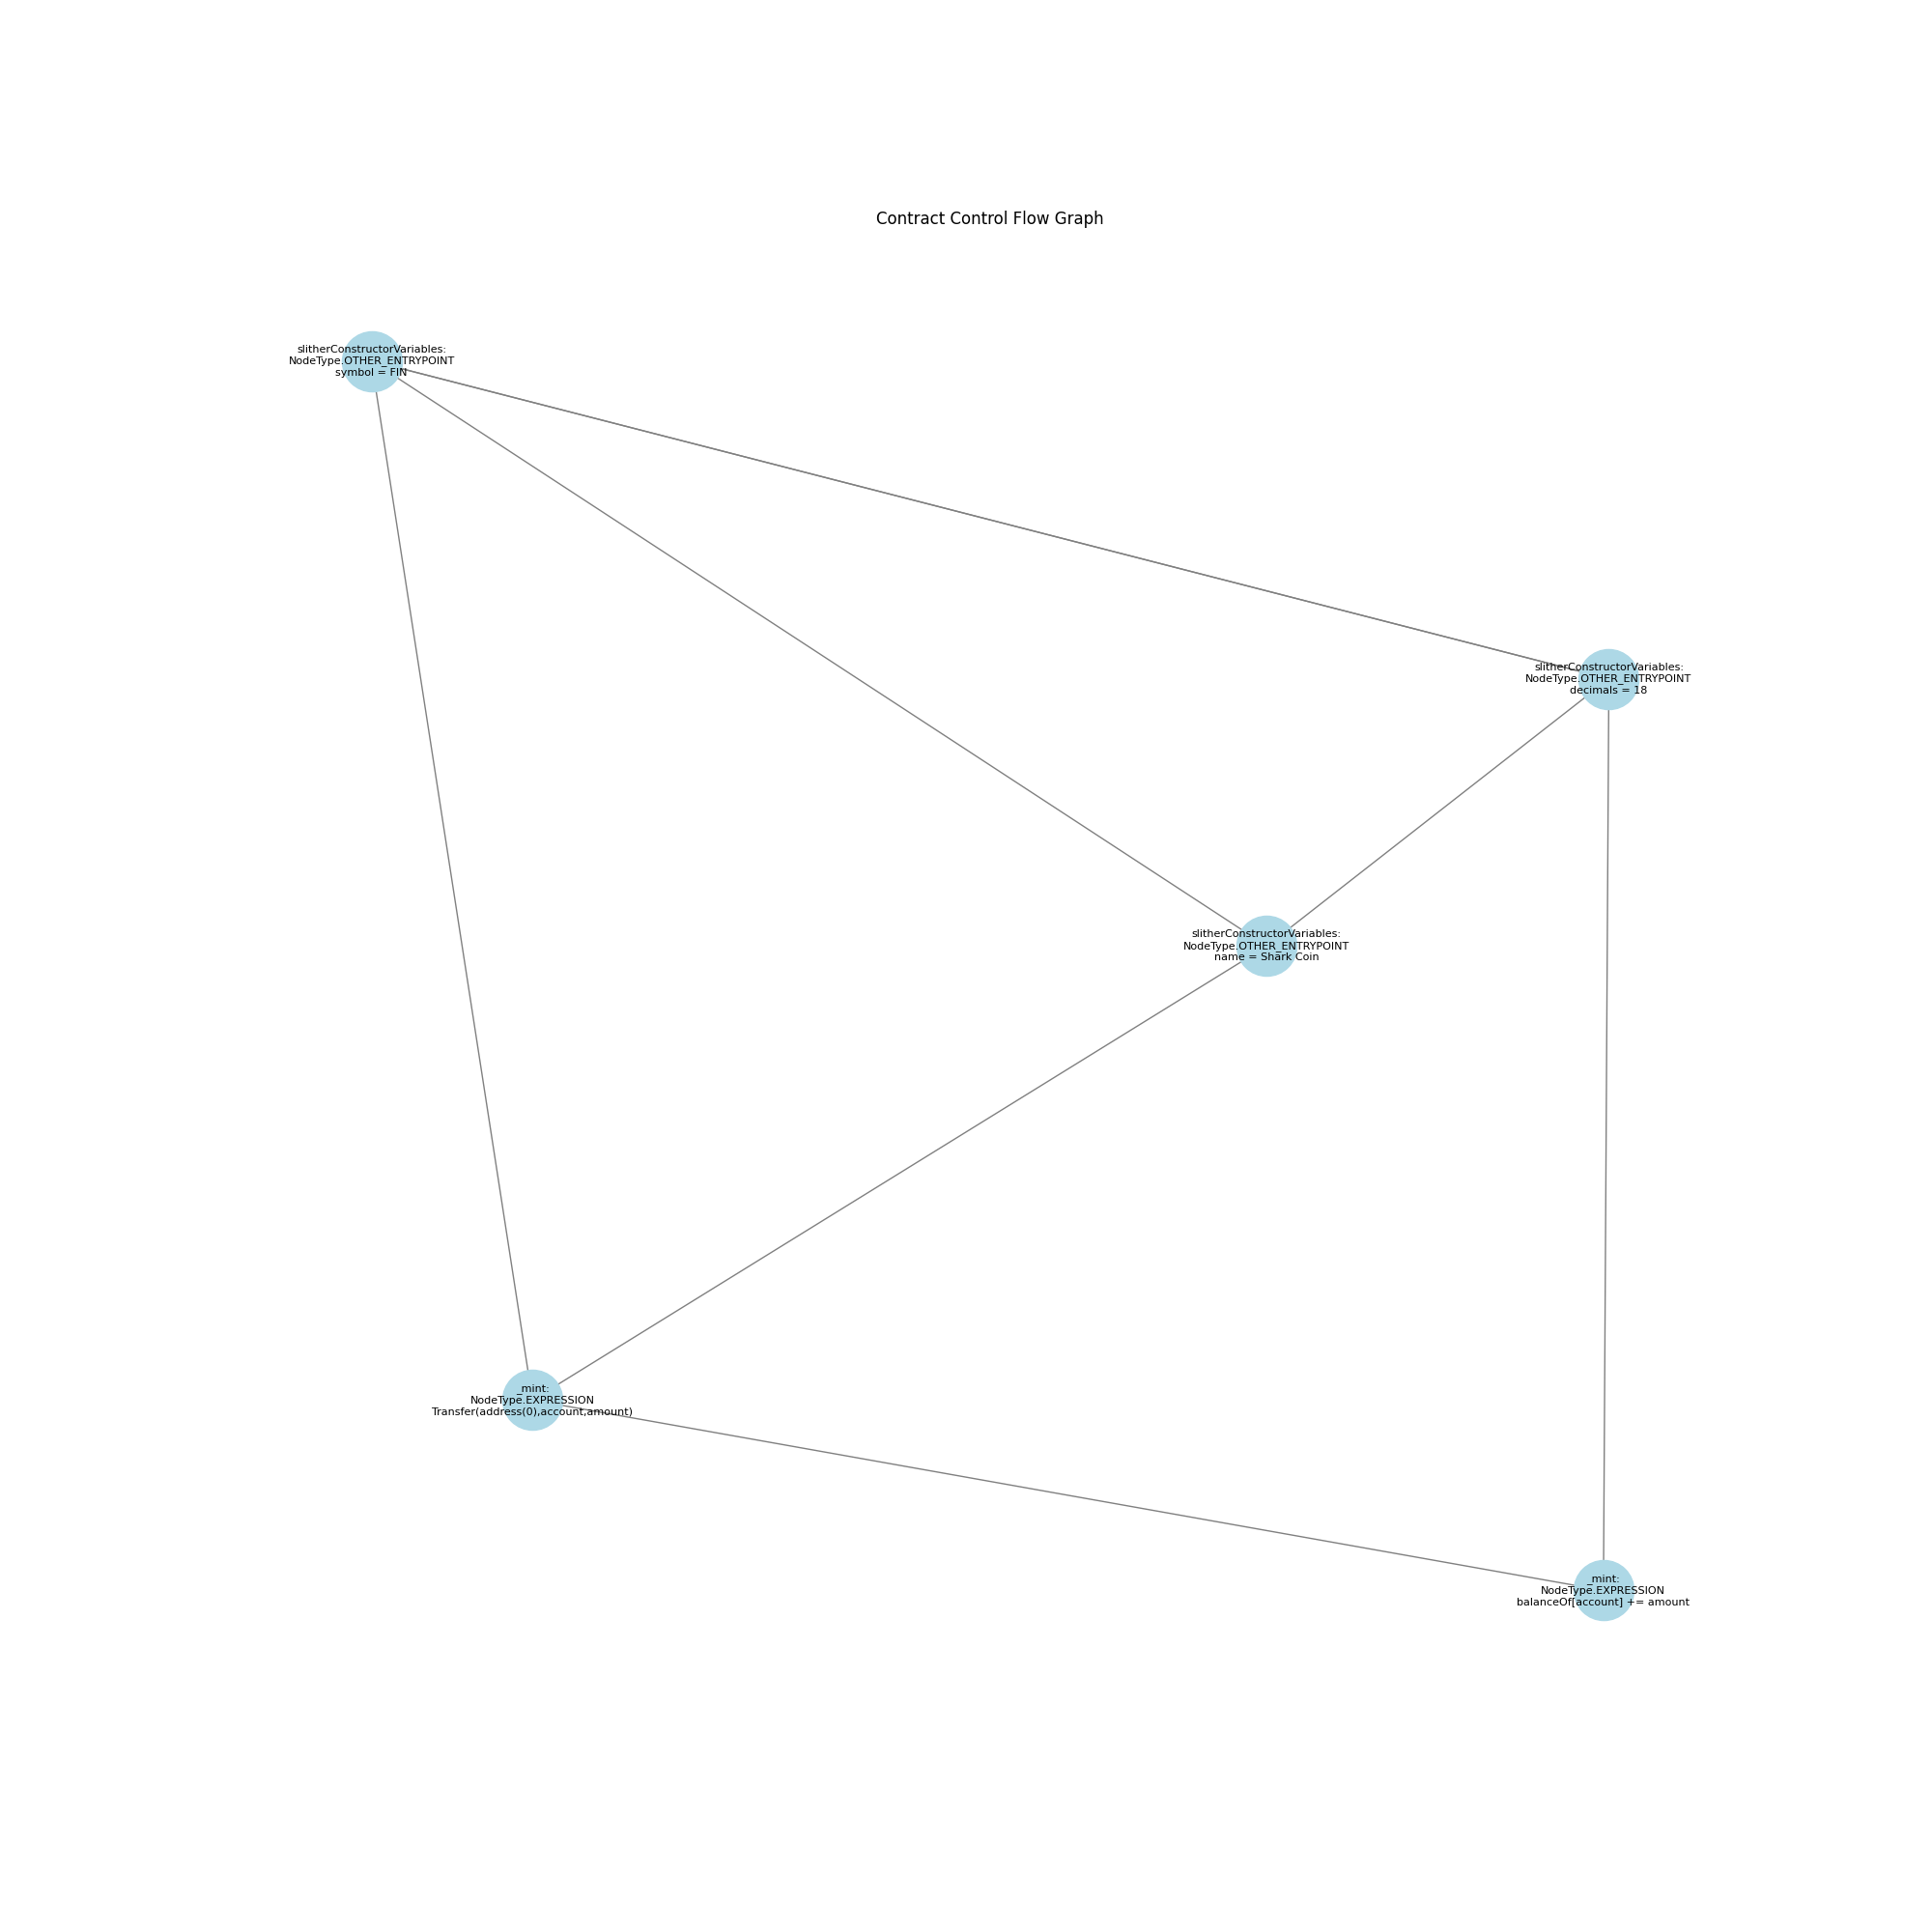 Contract Control Flow Graph
slitherConstructorVariables:
NodeType.OTHER_ENTRYPOINT
symbol = FIN
slitherConstructorVariables:
NodeType.OTHER_ENTRYPOINT
decimals = 18
slitherConstructorVariables:
NodeType.OTHER_ENTRYPOINT
name = Shark Coin
_mint:
NodeType.EXPRESSION
Transfer(address(0),account,amount)
_mint:
NodeType.EXPRESSION
balanceOf[account] += amount